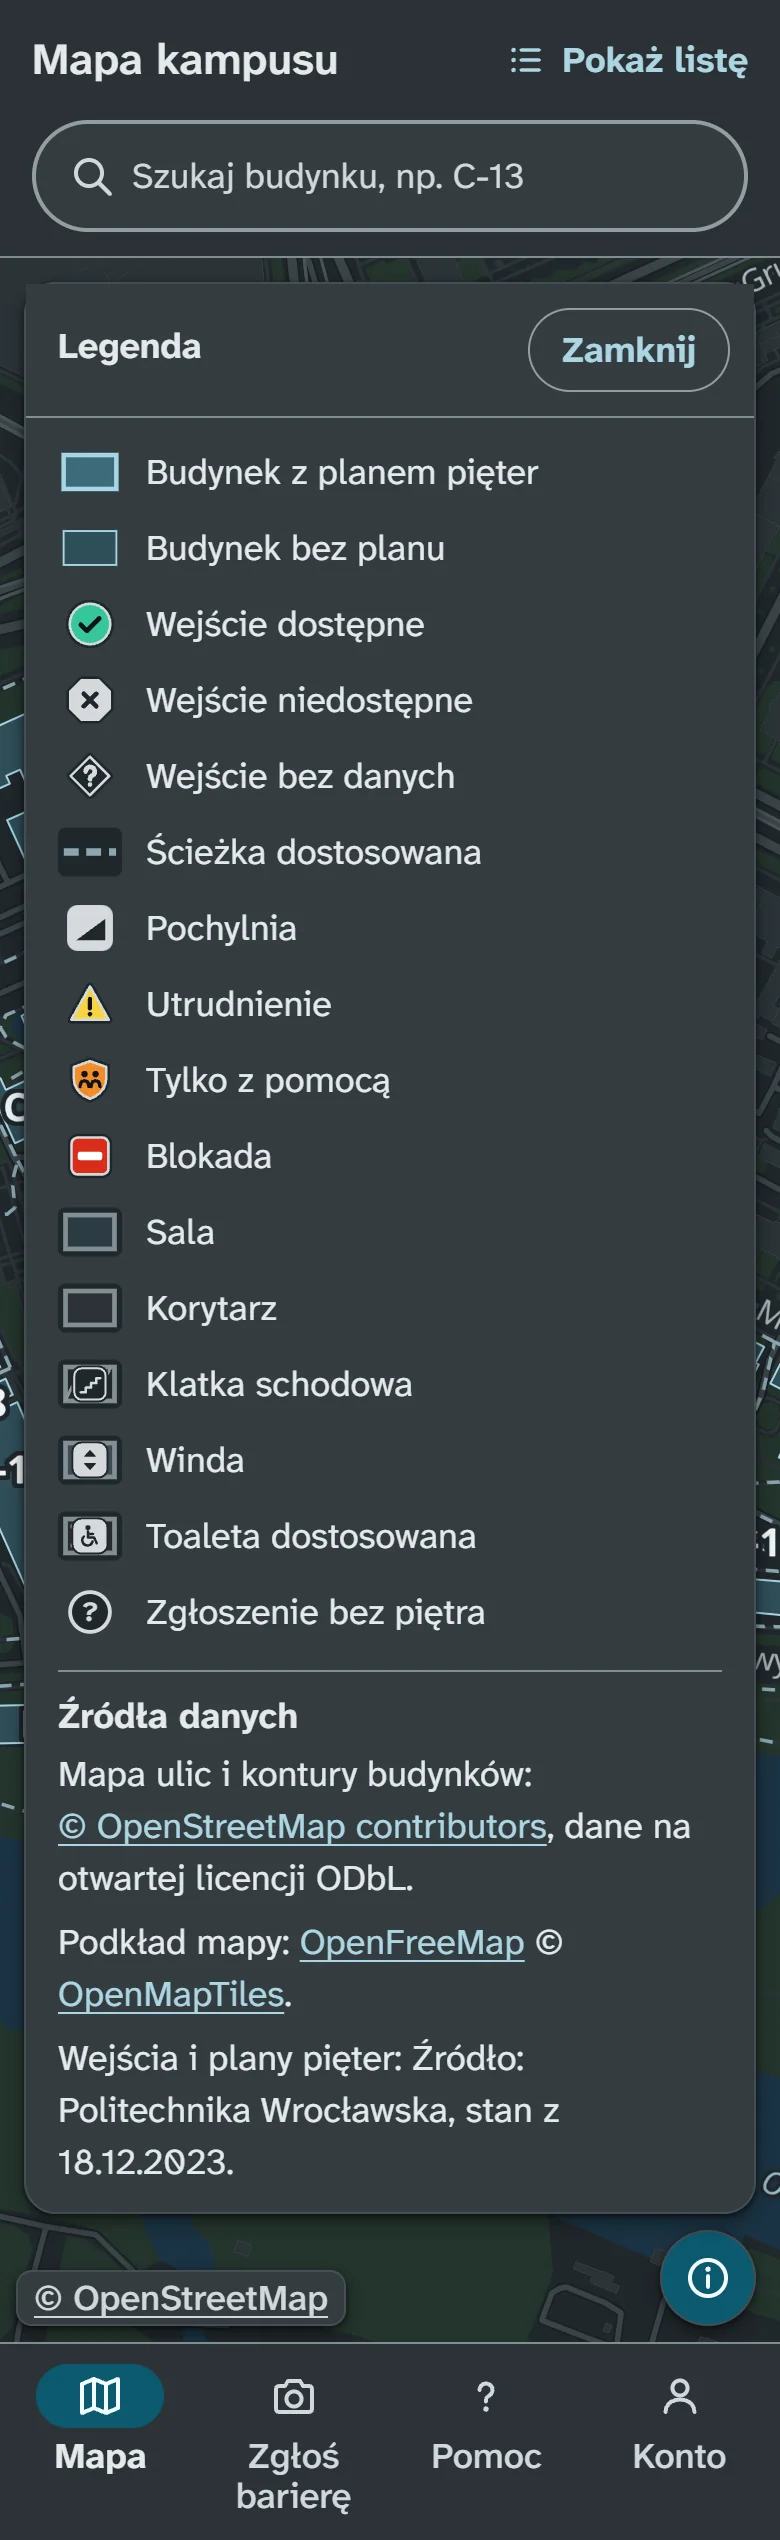 Mapa kampusu
Pokaż listę
Szukaj budynku, np. C-13
Legenda
Zamknij
Budynek z planem pięter
Budynek bez planu
Wejście dostępne
Wejście niedostępne
Wejście bez danych
Ścieżka dostosowana
Pochylnia
Utrudnienie
Tylko z pomocą
Blokada
Sala
Korytarz
Klatka schodowa
Winda
Toaleta dostosowana
Zgłoszenie bez piętra
Źródła danych
Mapa ulic i kontury budynków:
© OpenStreetMap contributors, dane na
otwartej licencji ODbL.
Podkład mapy: OpenFreeMap ©
OpenMapTiles.
Wejścia i plany pięter: Źródło:
Politechnika Wrocławska, stan z
18.12.2023.
© OpenStreetMap
Mapa
Zgłoś
barierę
Pomoc
Konto